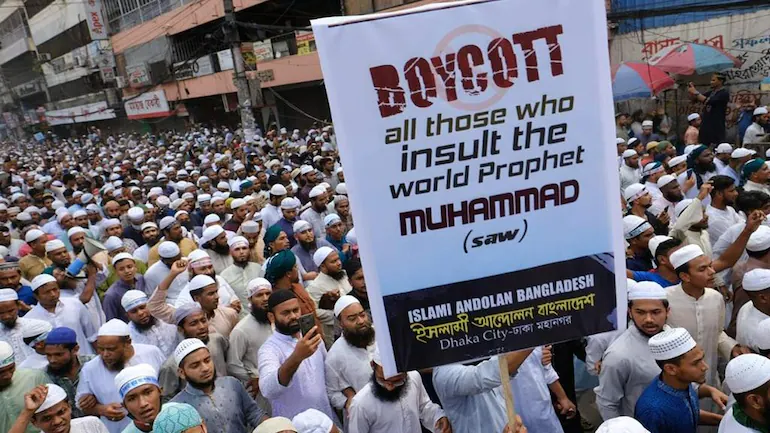 BOYCOTT
all those who
insult the
world Prophet
MUHAMMAD
(saw)
ISLAMI ANDOLAN BANGLADESH
ইসলামী আন্দোলন বাংলাদেশ
Dhaka City-ঢাকা মহানগর